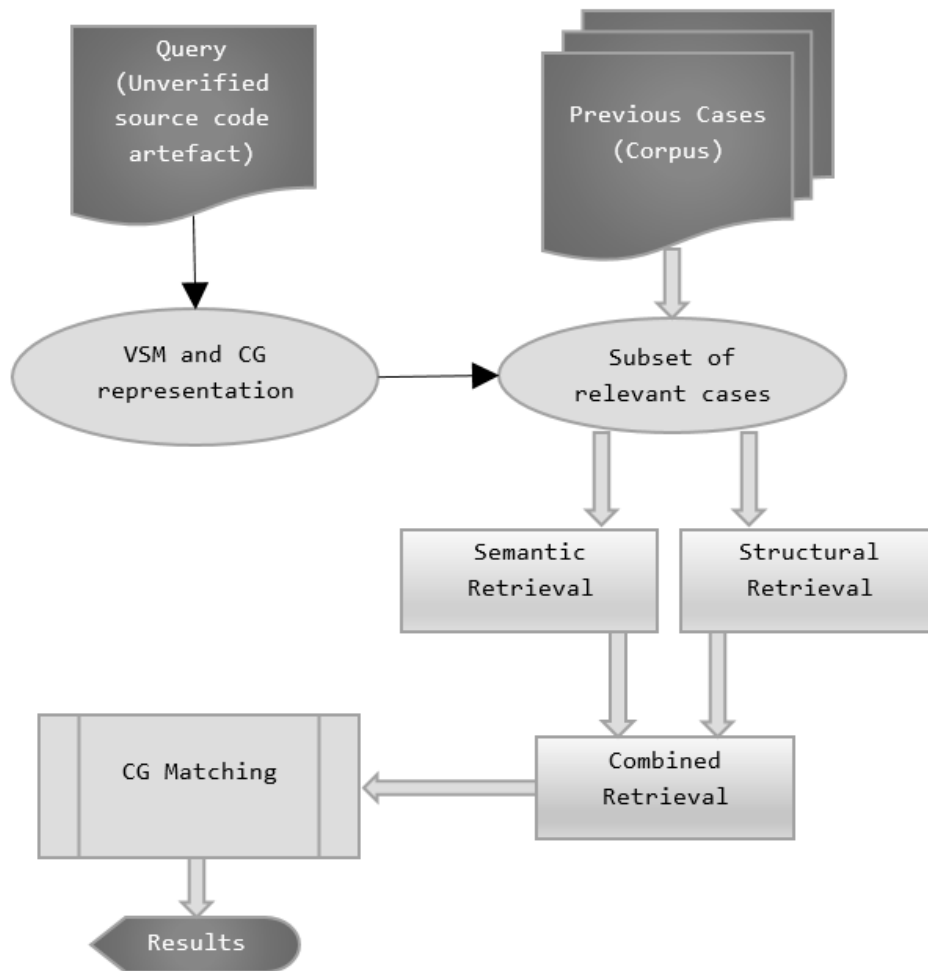 Query
(Unverified
source code
artefact)
Previous Cases
(Corpus)
VSM and CG
representation
Subset of
relevant cases
Semantic
Retrieval
Structural
Retrieval
Combined
Retrieval
CG Matching
Results